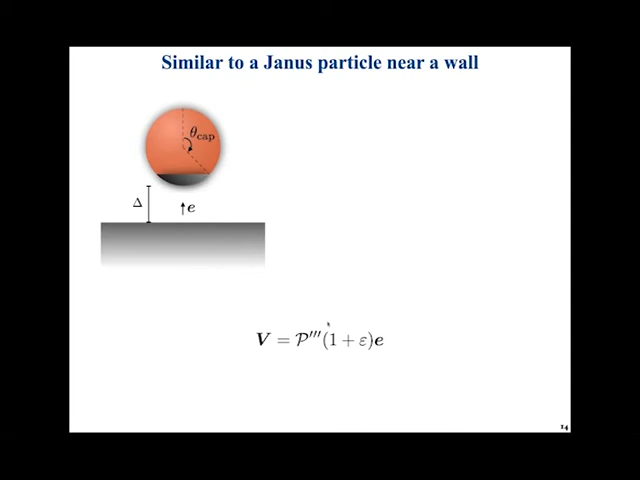 Similar to a Janus particle near a wall
θcap
Δ
e
V = 𝒫′′′(1 + ε)e
14